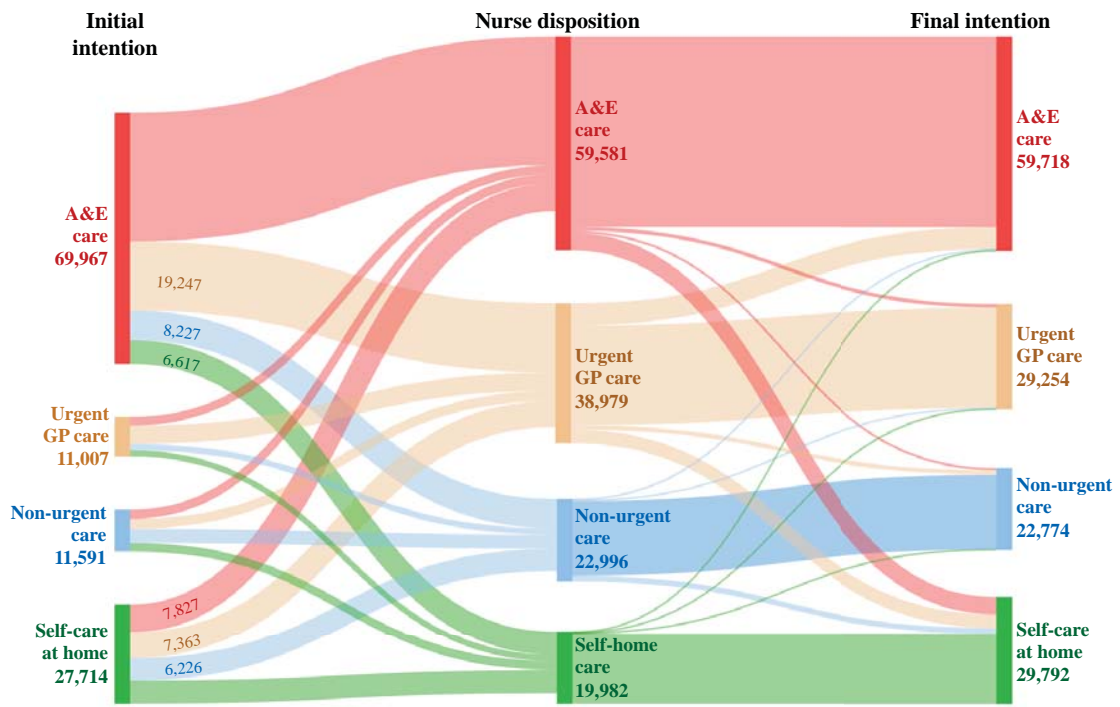 Initial
intention
Nurse disposition
Final intention
A&E
care
69,967
19,247
8,227
6,617
Urgent
GP care
11,007
Non-urgent
care
11,591
Self-care
at home
27,714
7,827
7,363
6,226
A&E
care
59,581
Urgent
GP care
38,979
Non-urgent
care
22,996
Self-home
care
19,982
A&E
care
59,718
Urgent
GP care
29,254
Non-urgent
care
22,774
Self-care
at home
29,792